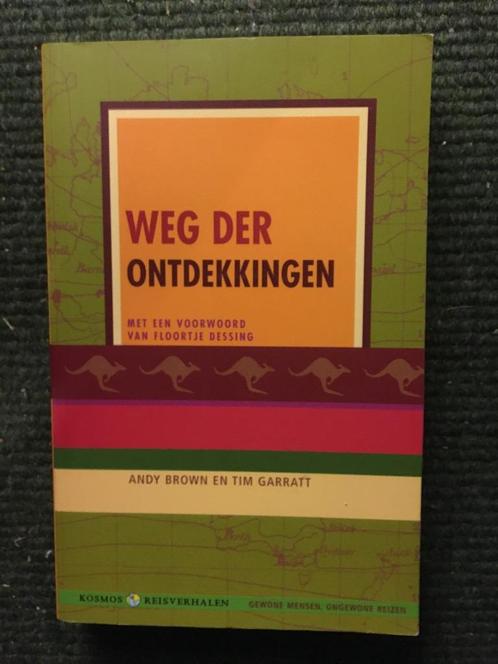 WEG DER
ONTDEKKINGEN
MET EEN VOORWOORD
VAN FLOORTJE DESSING
ANDY BROWN EN TIM GARRATT
KOSMOS REISVERHALEN
GEWONE MENSEN, ONGEWONE REIZEN